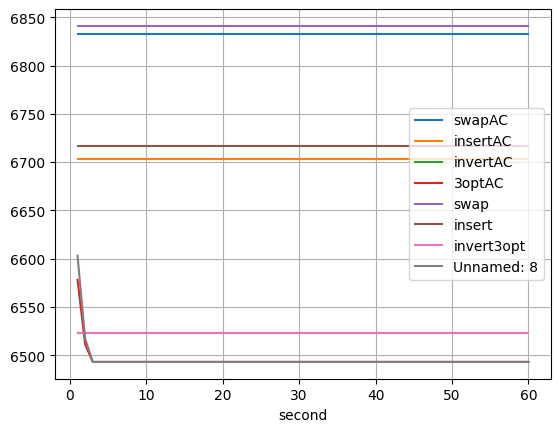 6850
6800
6750
6700
6650
6600
6550
6500
swapAC
insertAC
invertAC
3optAC
swap
insert
invert3opt
Unnamed: 8
0 10 20 30 40 50 60
second